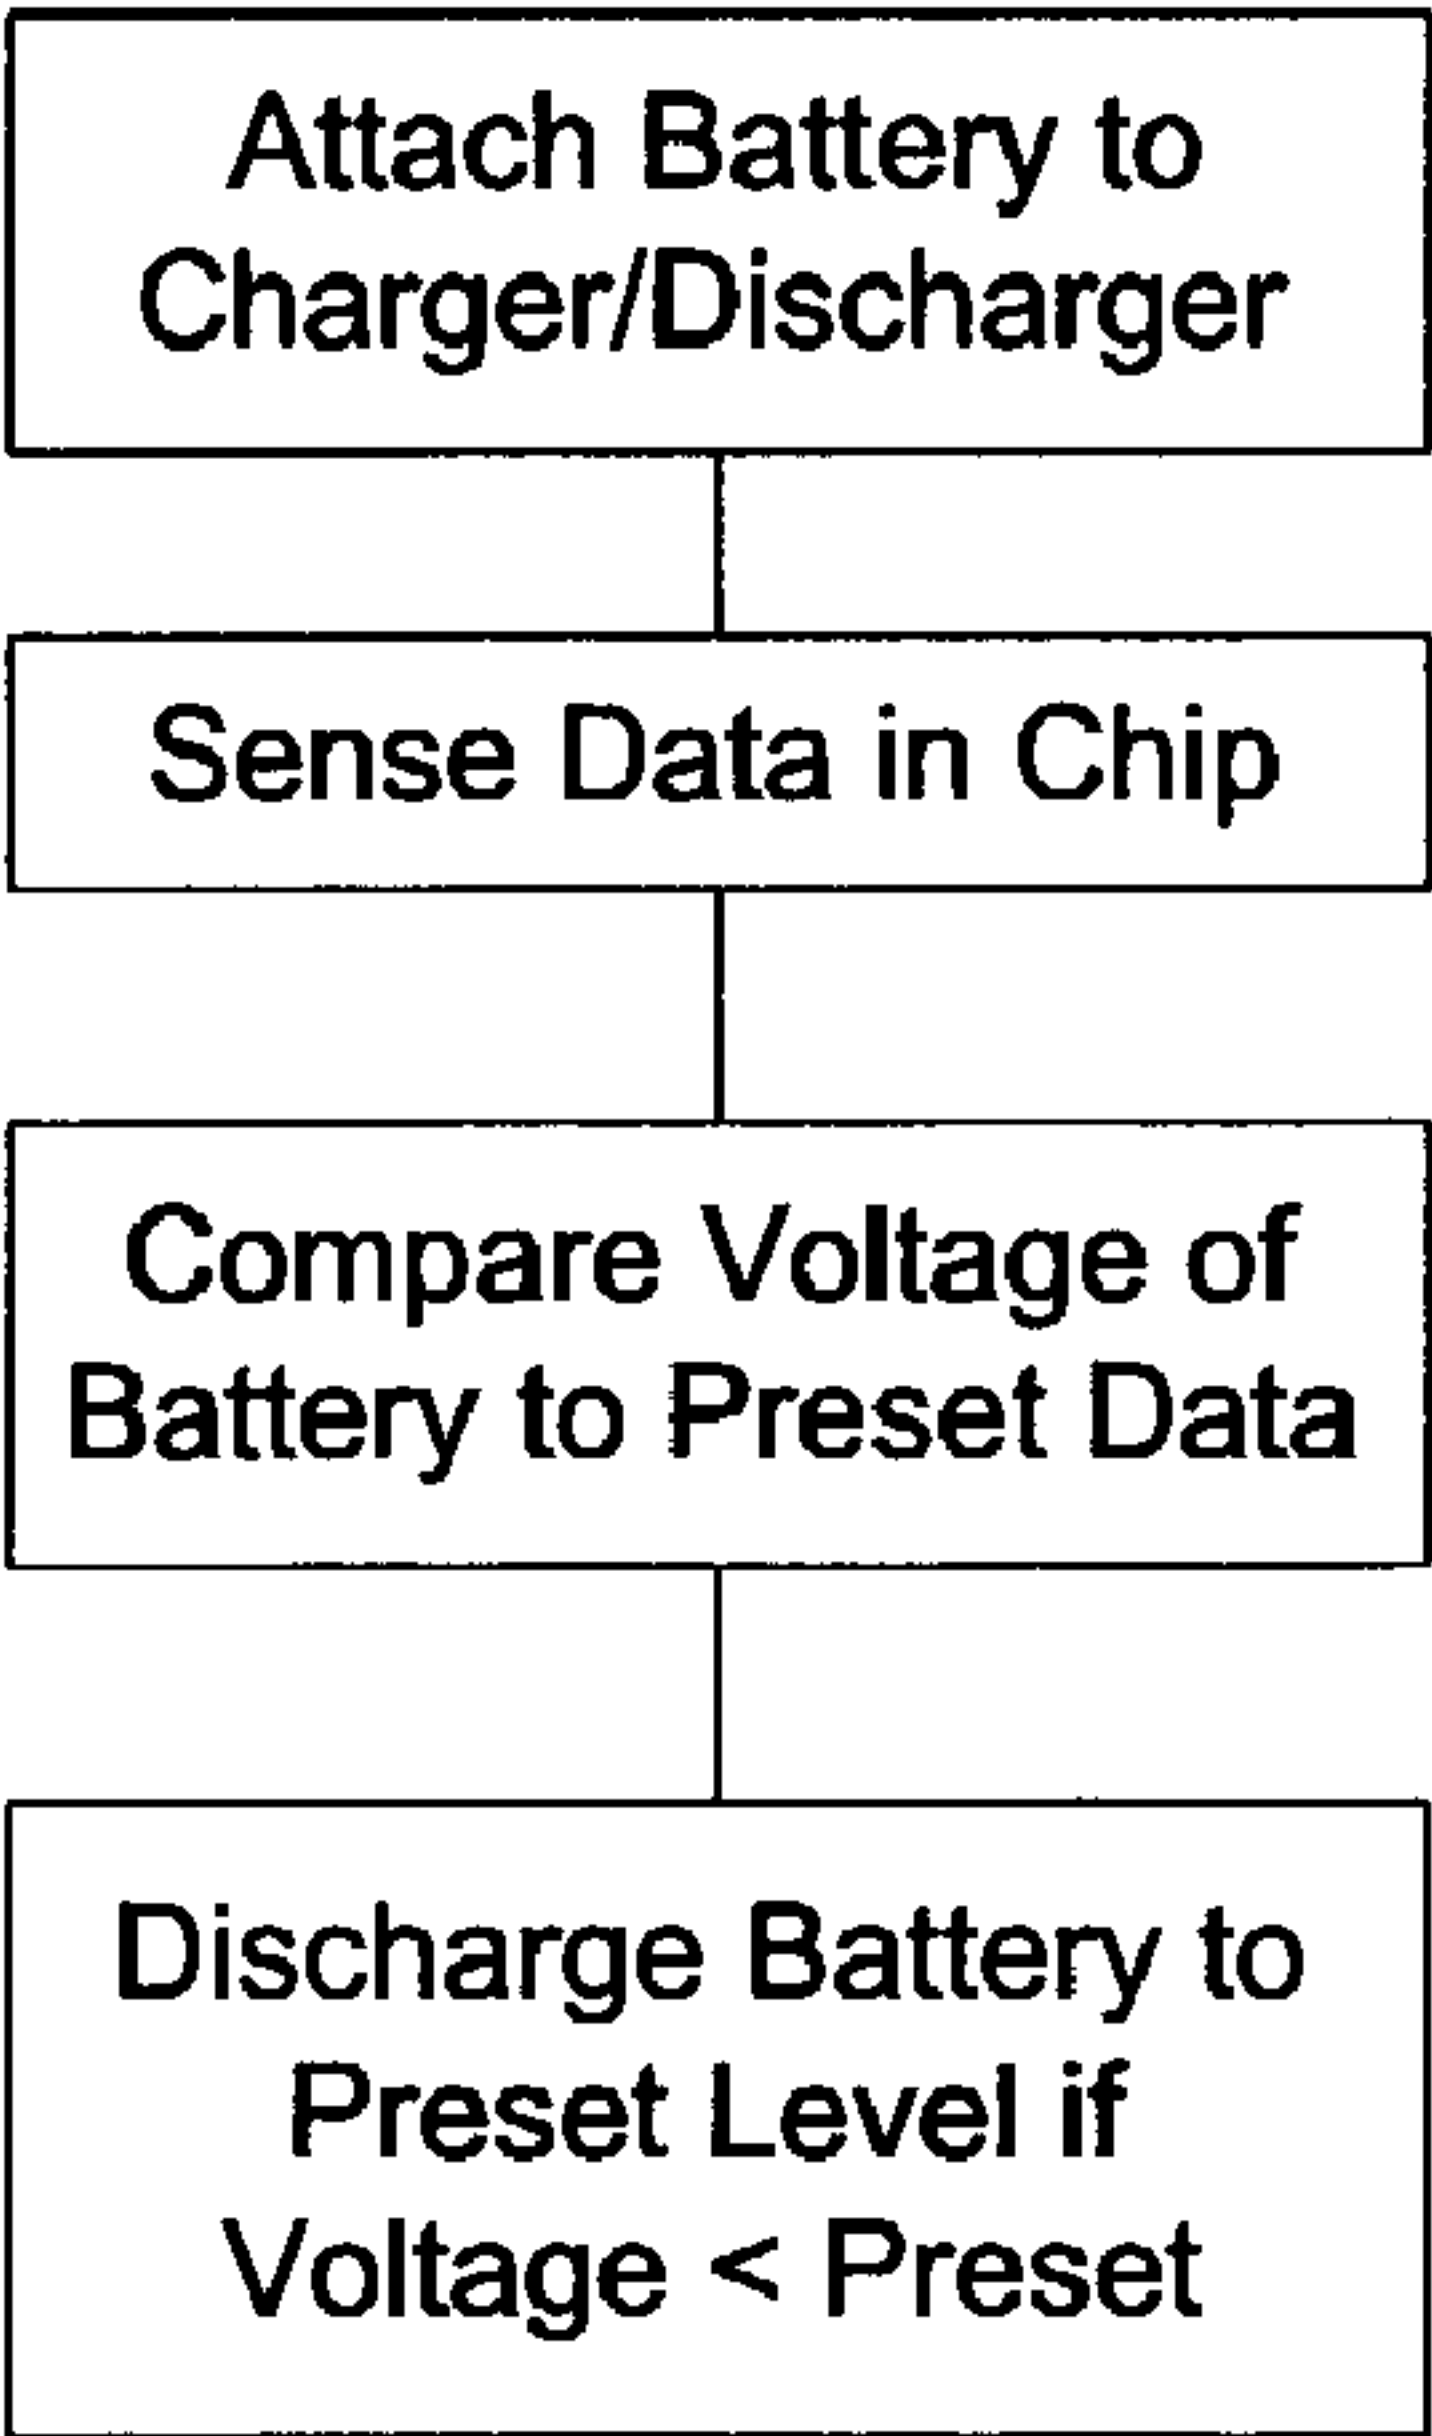 Attach Battery to
Charger/Discharger
Sense Data in Chip
Compare Voltage of
Battery to Preset Data
Discharge Battery to
Preset Level if
Voltage < Preset